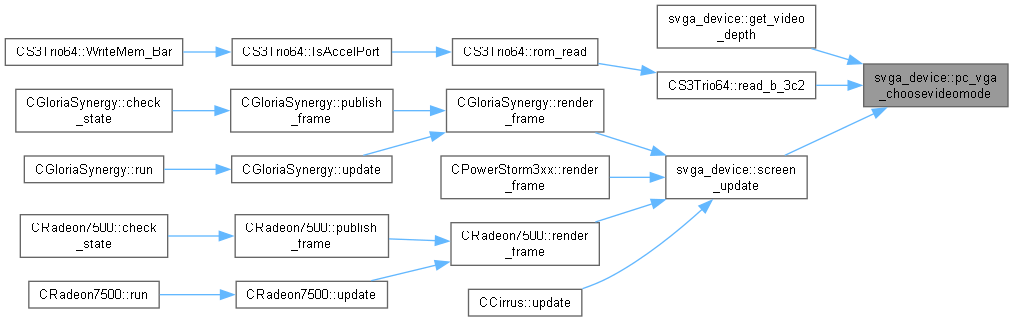 svga_device::get_video
_depth
CS3Trio64::WriteMem_Bar
CS3Trio64::IsAccelPort
CS3Trio64::rom_read
CS3Trio64::read_b_3c2
svga_device::pc_vga
_choosevideomode
CGloriaSynergy::check
_state
CGloriaSynergy::publish
_frame
CGloriaSynergy::render
_frame
CGloriaSynergy::run
CGloriaSynergy::update
CPowerStorm3xx::render
_frame
svga_device::screen
_update
CRadeon7500::check
_state
CRadeon7500::publish
_frame
CRadeon7500::render
_frame
CRadeon7500::run
CRadeon7500::update
CCirrus::update